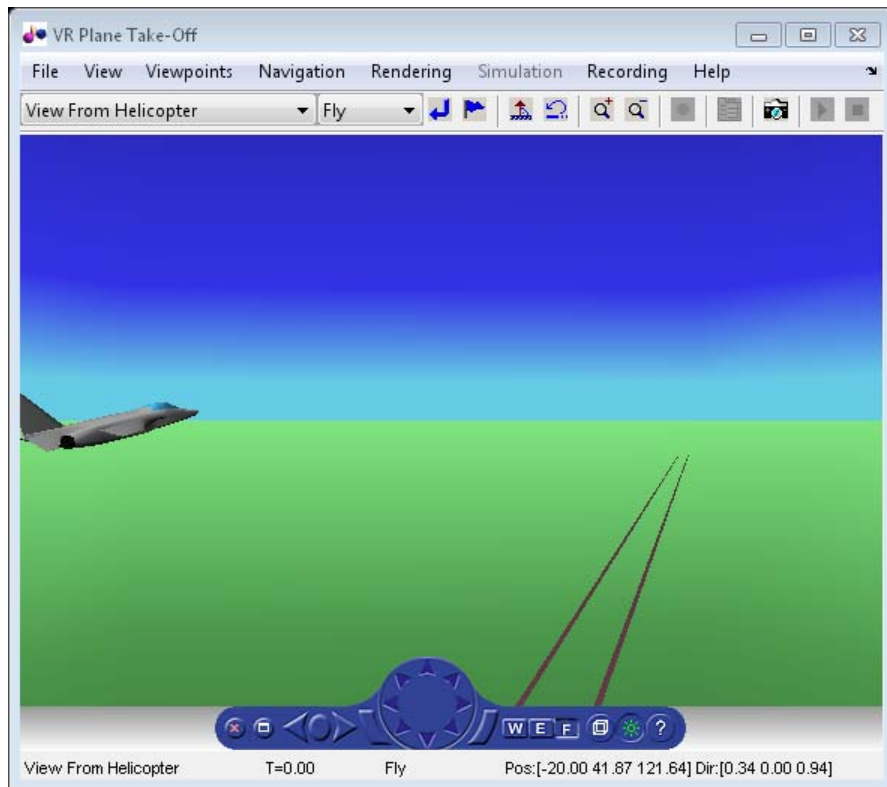 VR Plane Take-Off
File View Viewpoints Navigation Rendering Simulation Recording Help
View From Helicopter Fly
W E F ?
View From Helicopter T=0.00 Fly Pos:[-20.00 41.87 121.64] Dir:[0.34 0.00 0.94]